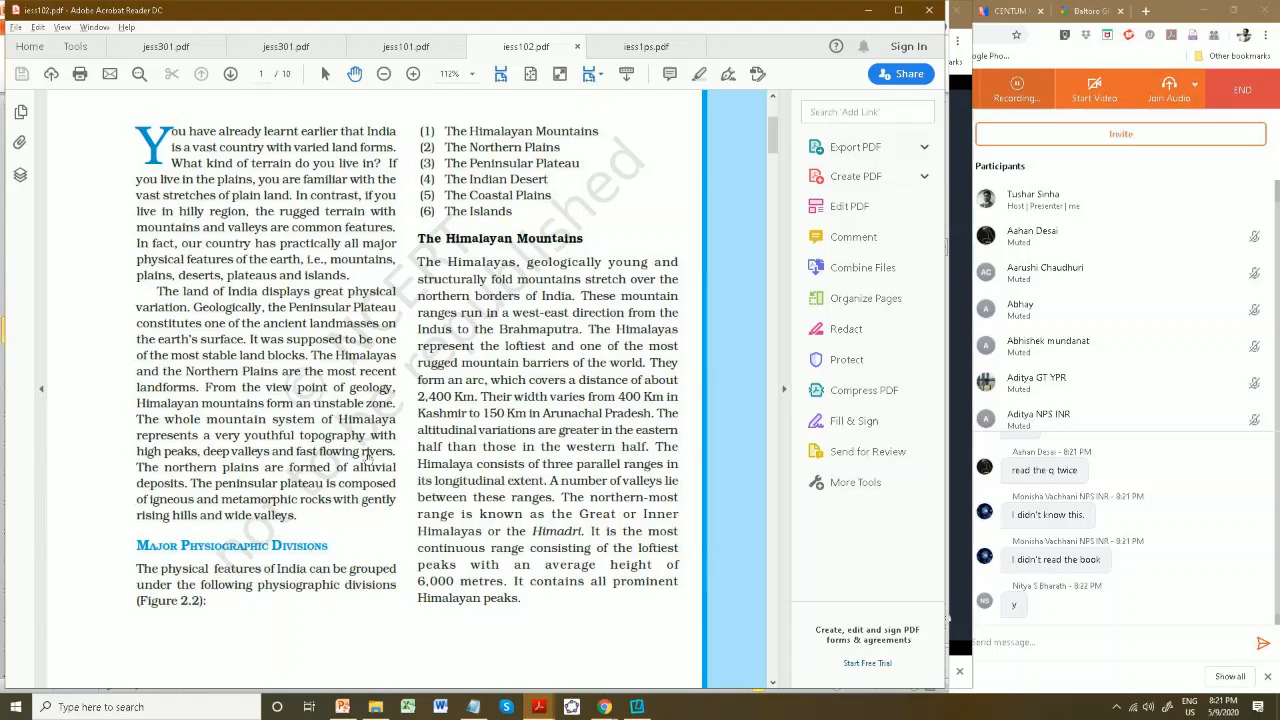 iess102.pdf - Adobe Acrobat Reader DC
File Edit View Window Help
Home Tools jess301.pdf jess301.pdf jess101.pdf iess102.pdf × iess1ps.pdf Sign In
1 10 112% Share
You have already learnt earlier that India
is a vast country with varied land forms.
What kind of terrain do you live in? If
you live in the plains, you are familiar with the
vast stretches of plain land. In contrast, if you
live in hilly region, the rugged terrain with
mountains and valleys are common features.
In fact, our country has practically all major
physical features of the earth, i.e., mountains,
plains, deserts, plateaus and islands.
The land of India displays great physical
variation. Geologically, the Peninsular Plateau
constitutes one of the ancient landmasses on
the earth's surface. It was supposed to be one
of the most stable land blocks. The Himalayas
and the Northern Plains are the most recent
landforms. From the view point of geology,
Himalayan mountains form an unstable zone.
The whole mountain system of Himalaya
represents a very youthful topography with
high peaks, deep valleys and fast flowing rivers.
The northern plains are formed of alluvial
deposits. The peninsular plateau is composed
of igneous and metamorphic rocks with gently
rising hills and wide valleys.
MAJOR PHYSIOGRAPHIC DIVISIONS
The physical features of India can be grouped
under the following physiographic divisions
(Figure 2.2):
(1) The Himalayan Mountains
(2) The Northern Plains
(3) The Peninsular Plateau
(4) The Indian Desert
(5) The Coastal Plains
(6) The Islands
The Himalayan Mountains
The Himalayas, geologically young and
structurally fold mountains stretch over the
northern borders of India. These mountain
ranges run in a west-east direction from the
Indus to the Brahmaputra. The Himalayas
represent the loftiest and one of the most
rugged mountain barriers of the world. They
form an arc, which covers a distance of about
2,400 Km. Their width varies from 400 Km in
Kashmir to 150 Km in Arunachal Pradesh. The
altitudinal variations are greater in the eastern
half than those in the western half. The
Himalaya consists of three parallel ranges in
its longitudinal extent. A number of valleys lie
between these ranges. The northern-most
range is known as the Great or Inner
Himalayas or the Himadri. It is the most
continuous range consisting of the loftiest
peaks with an average height of
6,000 metres. It contains all prominent
Himalayan peaks.
not to be republished
Search 'Add Link'
Export PDF
Create PDF
Edit PDF
Comment
Combine Files
Organize Pages
Redact
Protect
Compress PDF
Fill & Sign
Send for Review
More Tools
Create, edit and sign PDF
forms & agreements
Start Free Trial
CENTUM Baltoro Gl
ogle Pho... Other bookmarks
Recording... Start Video Join Audio END
Invite
Participants
Tushar Sinha
Host | Presenter | me
Aahan Desai
Muted
AC Aarushi Chaudhuri
Muted
A Abhay
Muted
A Abhishek mundanat
Muted
Aditya GT YPR
Muted
A Aditya NPS INR
Muted
Aahan Desai - 8:21 PM
read the q twice
Monisha Vachhani NPS INR - 8:21 PM
I didn't know this.
Monisha Vachhani NPS INR - 8:21 PM
I didn't read the book
Nitya S Bharath - 8:22 PM
NS y
Send message...
Show all ×
Type here to search
ENG
US
8:21 PM
5/9/2020